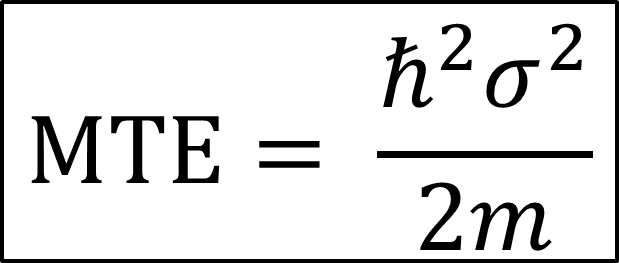 MTE = ℏ²σ² / 2m